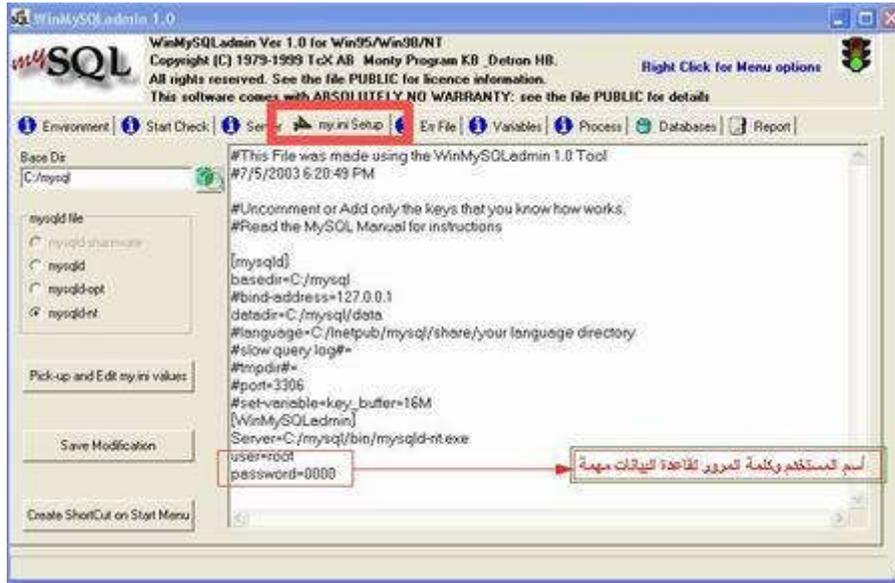 WinMySQLadmin 1.0
mySQL
WinMySQLadmin Ver 1.0 for Win95/Win98/NT
Copyright (C) 1979-1999 TcX AB Monty Program KB Detron HB.
All rights reserved. See the file PUBLIC for licence information.
This software comes with ABSOLUTELY NO WARRANTY: see the file PUBLIC for details
Right Click for Menu options
Environment Start Check Server my.ini Setup Err File Variables Process Databases Report
Base Dir
C:/mysql
mysqld file
mysqld-shareware
mysqld
mysqld-opt
mysqld-nt
Pick-up and Edit my.ini values
Save Modification
Create ShortCut on Start Menu
#This File was made using the WinMySQLadmin 1.0 Tool
#7/5/2003 6:20:49 PM
#Uncomment or Add only the keys that you know how works.
#Read the MySQL Manual for instructions
[mysqld]
basedir=C:/mysql
#bind-address=127.0.0.1
datadir=C:/mysql/data
#language=C:/Inetpub/mysql/share/your language directory
#slow query log#=
#tmpdir#=
#port=3306
#set-variable=key_buffer=16M
[WinMySQLadmin]
Server=C:/mysql/bin/mysqld-nt.exe
user=root
password=0000
أسم المستخدم وكلمة المرور لقاعدة البيانات مهمة